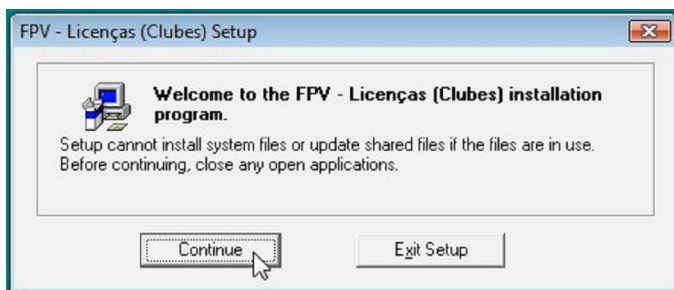 FPV - Licenças (Clubes) Setup
Welcome to the FPV - Licenças (Clubes) installation
program.
Setup cannot install system files or update shared files if the files are in use.
Before continuing, close any open applications.
Continue
Exit Setup